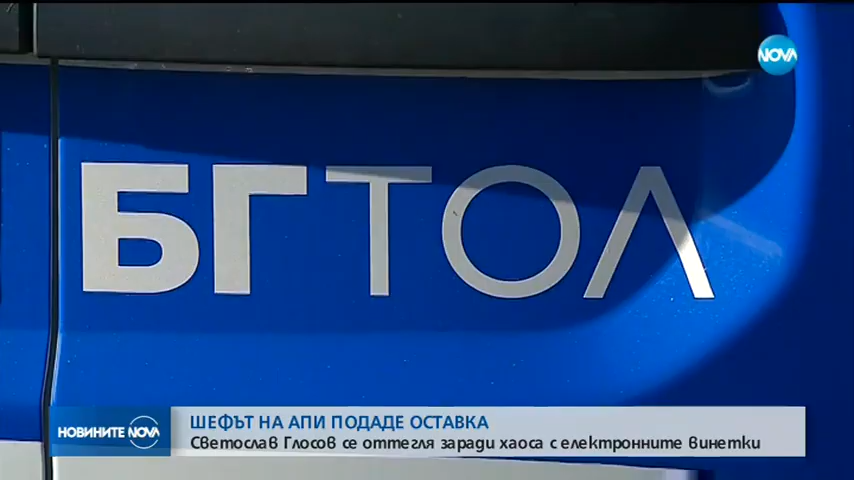 NOVA
БГТОЛ
НОВИНИТЕ NOVA
ШЕФЪТ НА АПИ ПОДАДЕ ОСТАВКА
Светослав Глосов се оттегля заради хаоса с електронните винетки